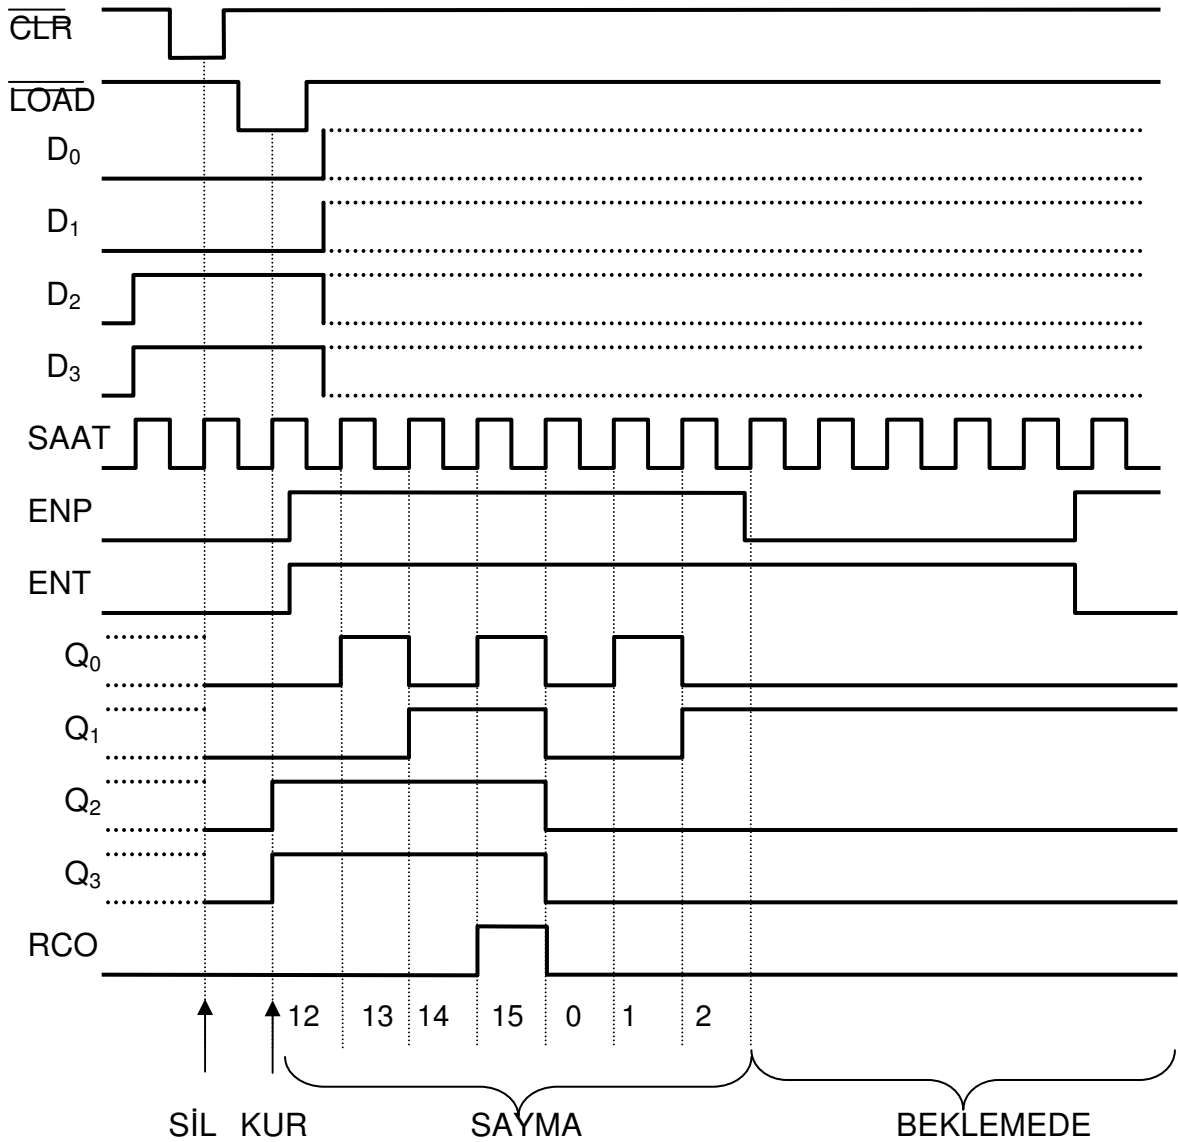 CLR
LOAD
D₀
D₁
D₂
D₃
SAAT
ENP
ENT
Q₀
Q₁
Q₂
Q₃
RCO
12 13 14 15 0 1 2
SİL KUR SAYMA BEKLEMEDE